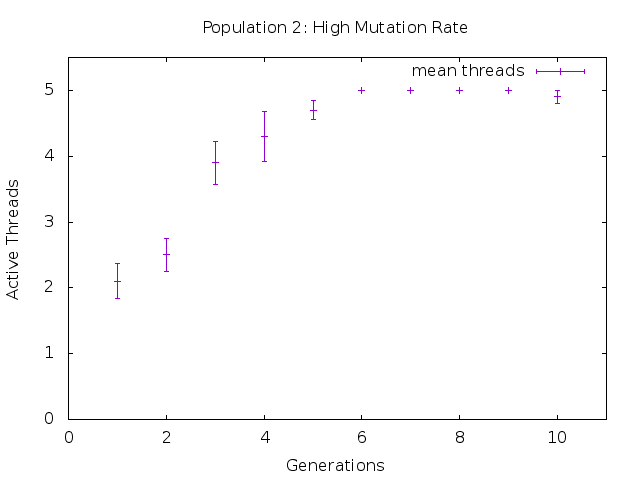 Population 2: High Mutation Rate
mean threads
5
4
3
2
1
0
0 2 4 6 8 10
Active Threads
Generations